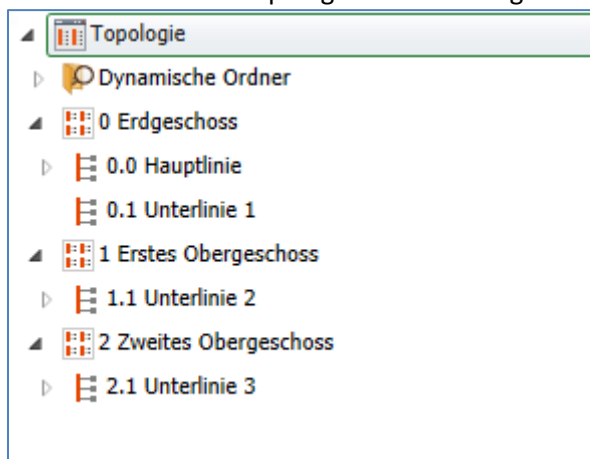 Topologie
Dynamische Ordner
0 Erdgeschoss
0.0 Hauptlinie
0.1 Unterlinie 1
1 Erstes Obergeschoss
1.1 Unterlinie 2
2 Zweites Obergeschoss
2.1 Unterlinie 3